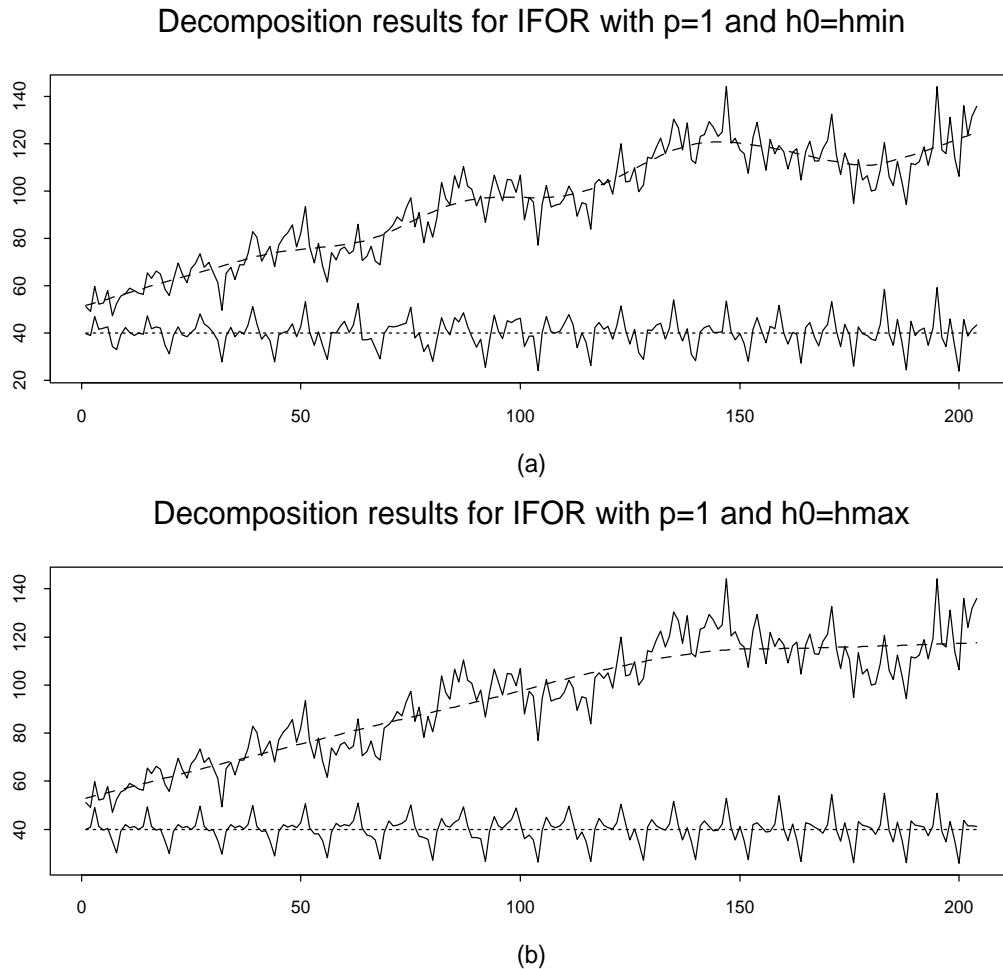 Decomposition results for IFOR with p=1 and h0=hmin
140
120
100
80
60
40
20
0 50 100 150 200
(a)
Decomposition results for IFOR with p=1 and h0=hmax
140
120
100
80
60
40
0 50 100 150 200
(b)